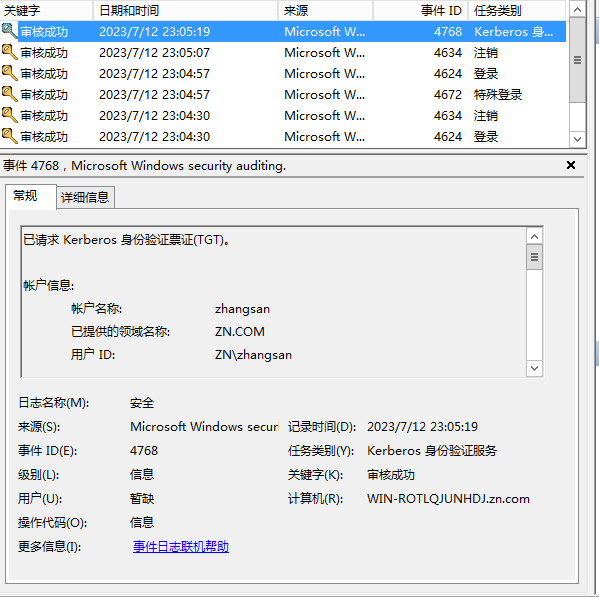 关键字 日期和时间 来源 事件 ID 任务类别
审核成功 2023/7/12 23:05:19 Microsoft W... 4768 Kerberos 身...
审核成功 2023/7/12 23:05:07 Microsoft W... 4634 注销
审核成功 2023/7/12 23:04:57 Microsoft W... 4624 登录
审核成功 2023/7/12 23:04:57 Microsoft W... 4672 特殊登录
审核成功 2023/7/12 23:04:30 Microsoft W... 4634 注销
审核成功 2023/7/12 23:04:30 Microsoft W... 4624 登录
事件 4768，Microsoft Windows security auditing.
常规 详细信息
已请求 Kerberos 身份验证票证(TGT)。
帐户信息:
帐户名称: zhangsan
已提供的领域名称: ZN.COM
用户 ID: ZN\zhangsan
日志名称(M): 安全
来源(S): Microsoft Windows securi 记录时间(D): 2023/7/12 23:05:19
事件 ID(E): 4768 任务类别(Y): Kerberos 身份验证服务
级别(L): 信息 关键字(K): 审核成功
用户(U): 暂缺 计算机(R): WIN-ROTLQJUNHDJ.zn.com
操作代码(O): 信息
更多信息(I): 事件日志联机帮助